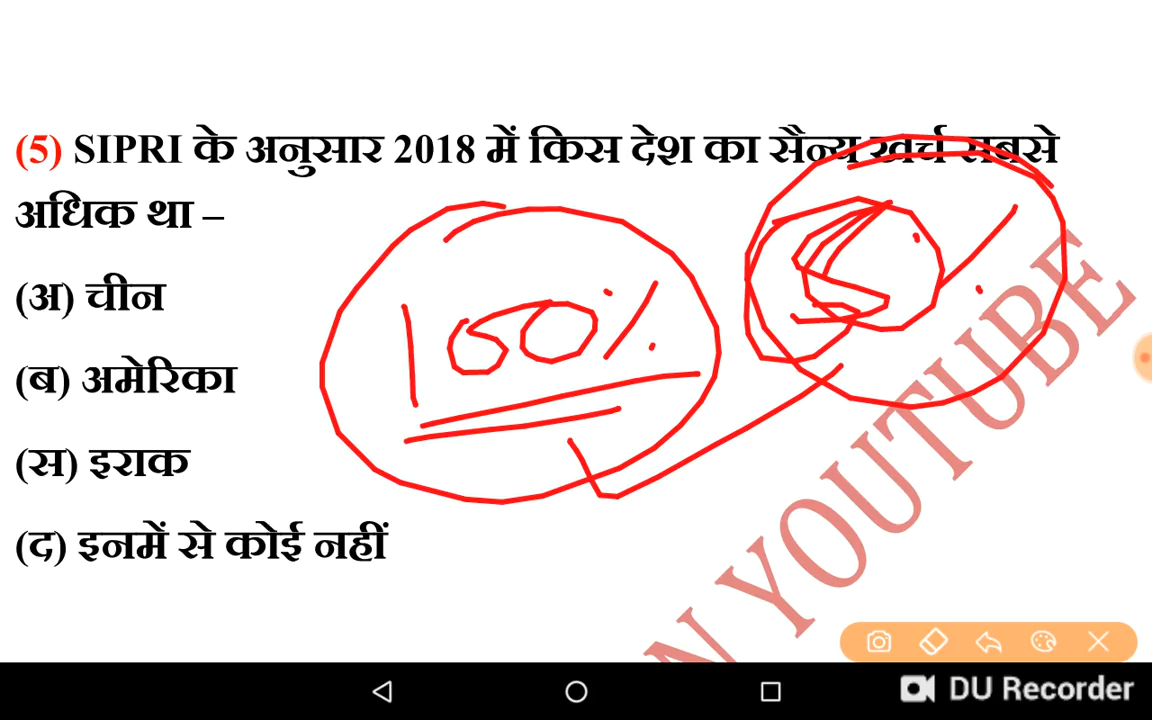 (5) SIPRI के अनुसार 2018 में किस देश का सैन्य खर्च सबसे
अधिक था –
(अ) चीन
100%
(ब) अमेरिका
(स) इराक
(द) इनमें से कोई नहीं
N YOUTUBE
DU Recorder